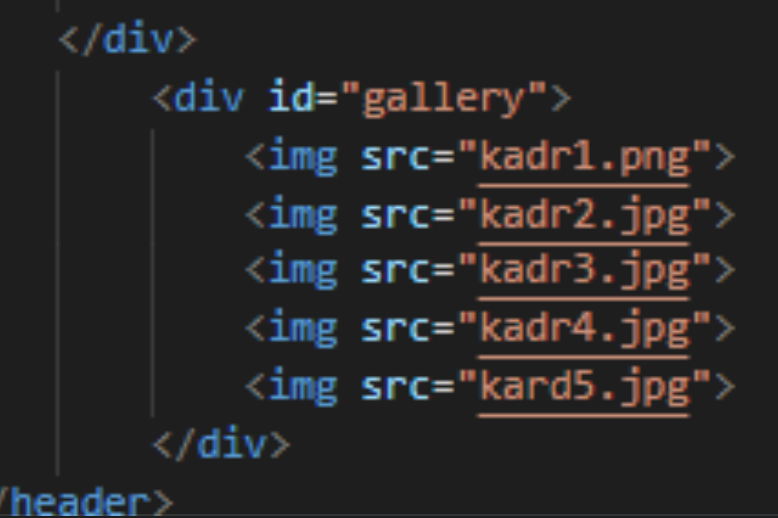 </div>
<div id="gallery">
<img src="kadr1.png">
<img src="kadr2.jpg">
<img src="kadr3.jpg">
<img src="kadr4.jpg">
<img src="kard5.jpg">
</div>
/header>